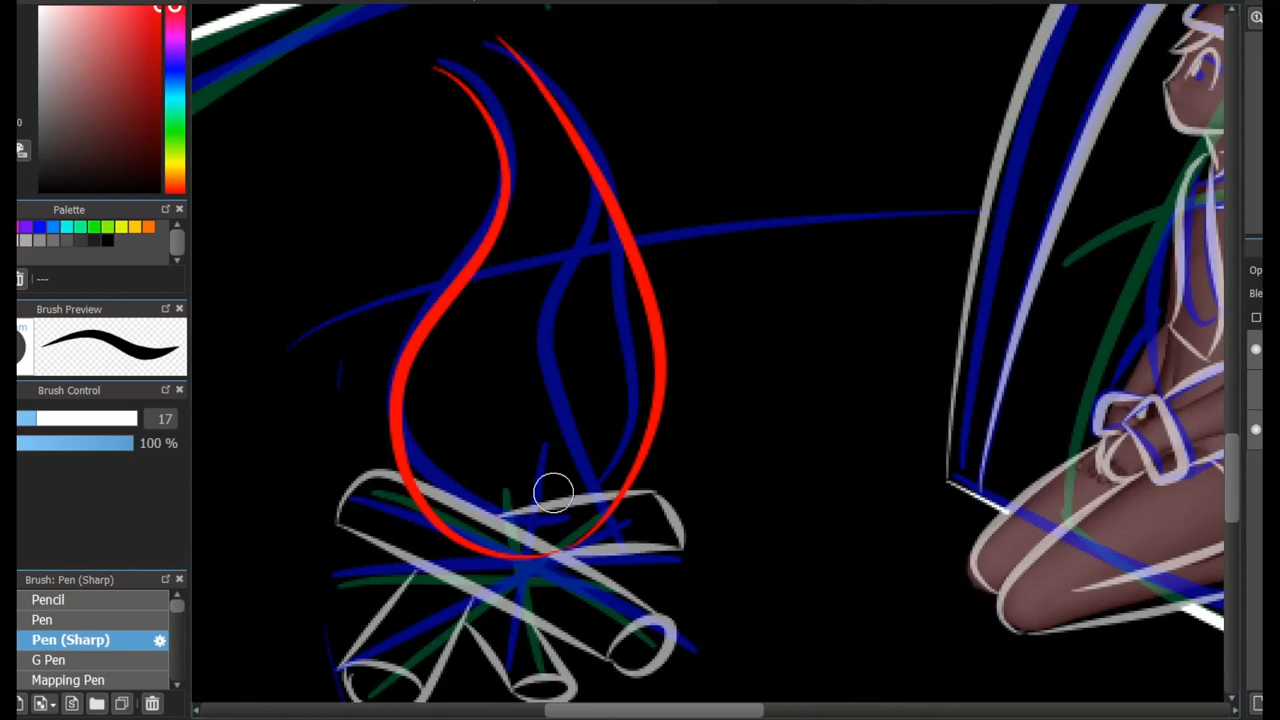 0
Palette
---
Brush Preview
m
Brush Control
17
100 %
Brush: Pen (Sharp)
Pencil
Pen
Pen (Sharp)
G Pen
Mapping Pen
Op
Ble